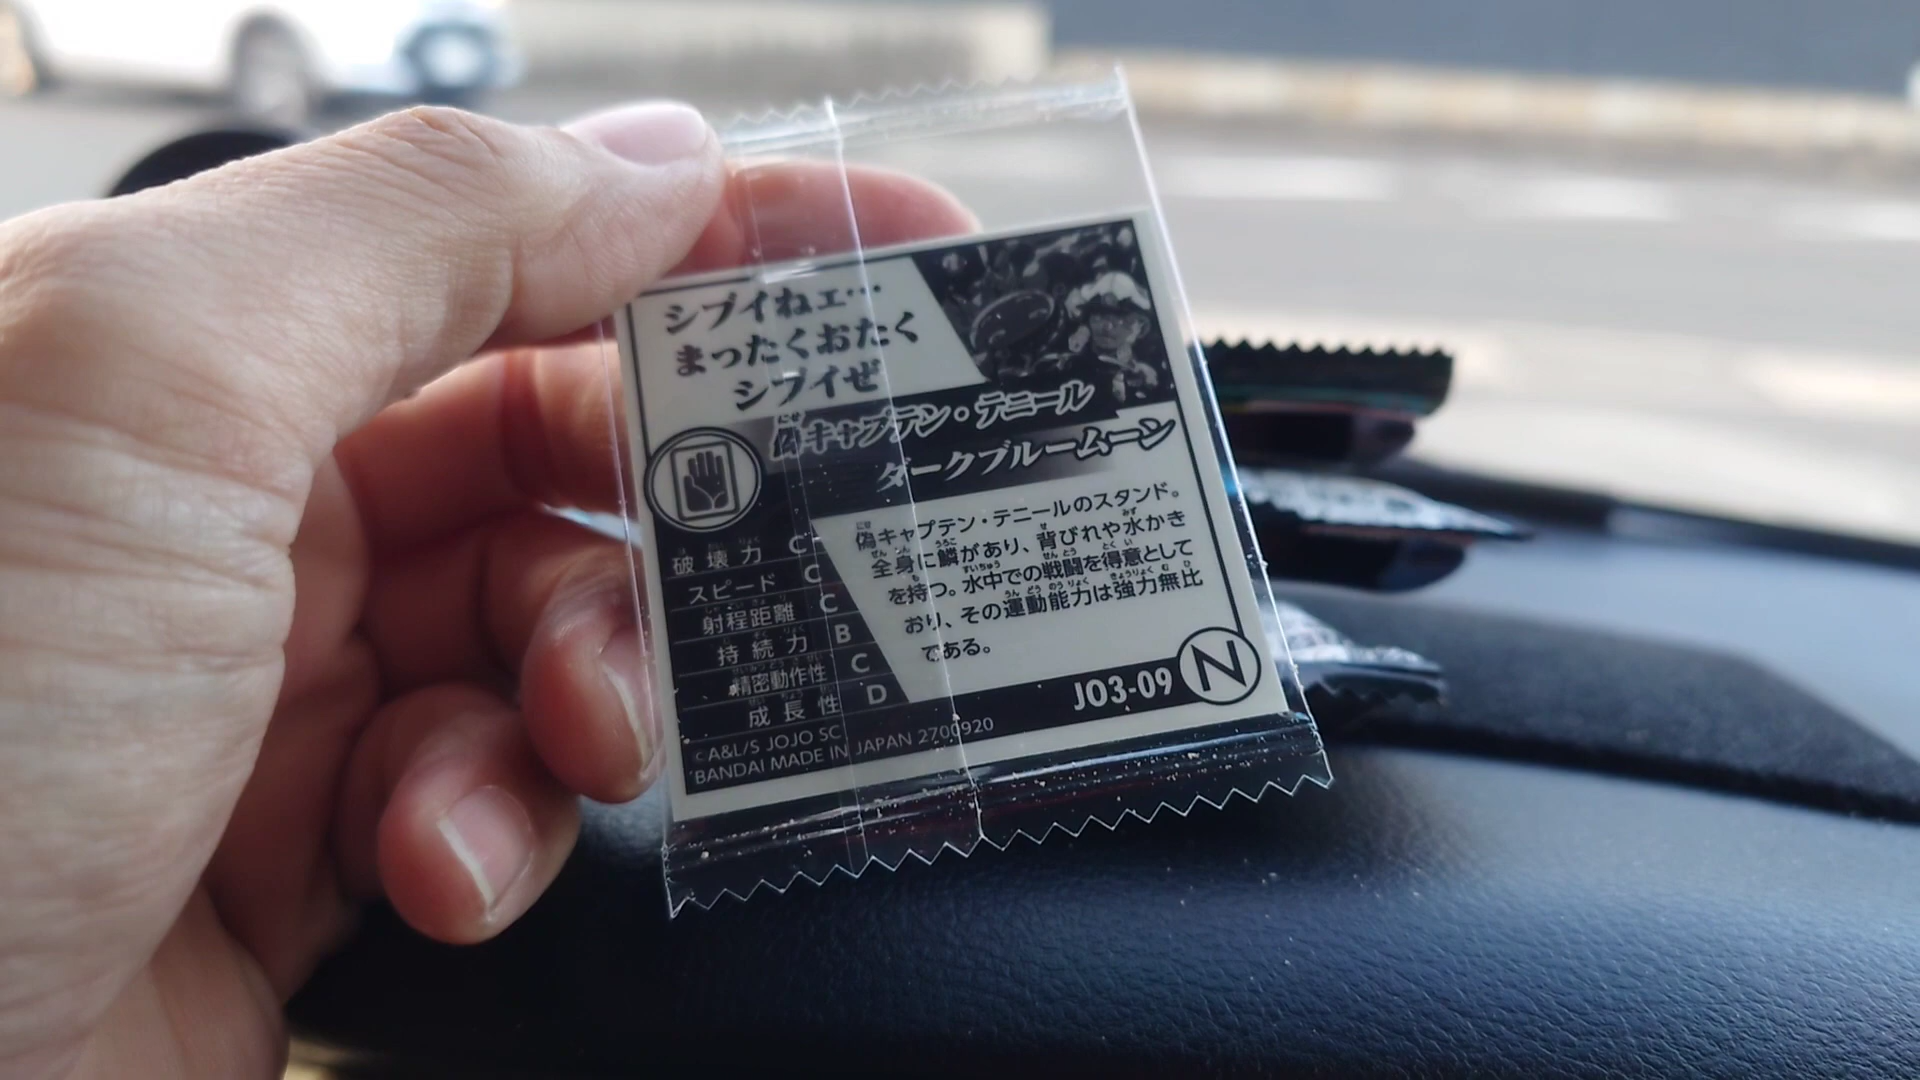 シブイねェ…
まったくおたく
シブイぜ
偽キャプテン・テニール
ダークブルームーン
破壊力 C
スピード C
射程距離 C
持続力 B
精密動作性 C
成長性 D
偽キャプテン・テニールのスタンド。
全身に鱗があり、背びれや水かき
を持つ。水中での戦闘を得意として
おり、その運動能力は強力無比
である。
JO3-09 N
©A&L/S JOJO SC
BANDAI MADE IN JAPAN 2700920